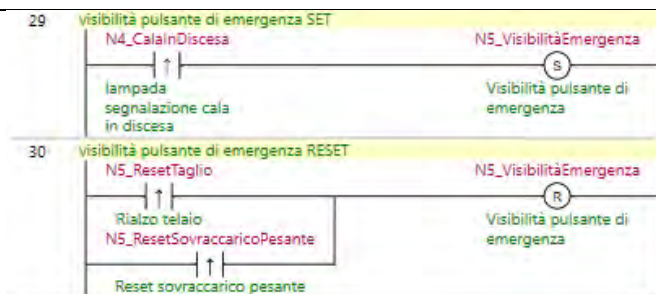 29 visibilità pulsante di emergenza SET
N4_CalaInDiscesa N5_VisibilitàEmergenza
S
lampada Visibilità pulsante di
segnalazione cala emergenza
in discesa
30 visibilità pulsante di emergenza RESET
N5_ResetTaglio N5_VisibilitàEmergenza
R
Rialzo telaio Visibilità pulsante di
N5_ResetSovraccaricoPesante emergenza
Reset sovraccarico pesante